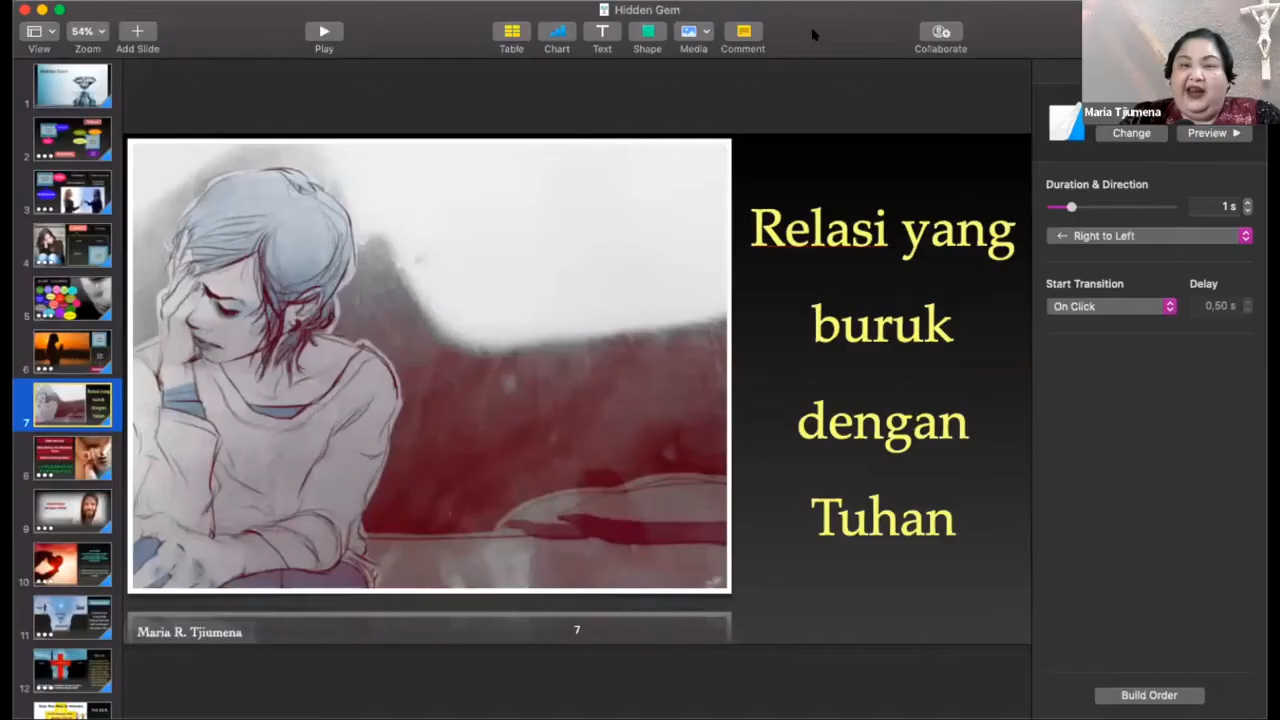 Hidden Gem
54%
View
Zoom
Add Slide
Play
Table
Chart
Text
Shape
Media
Comment
Collaborate
Maria Tjiumena
Change
Preview
Duration & Direction
1 s
Right to Left
Start Transition
Delay
On Click
0,50 s
Build Order
1
2
3
4
5
6
7
8
9
10
11
12
Relasi yang
buruk
dengan
Tuhan
Maria R. Tjiumena
7